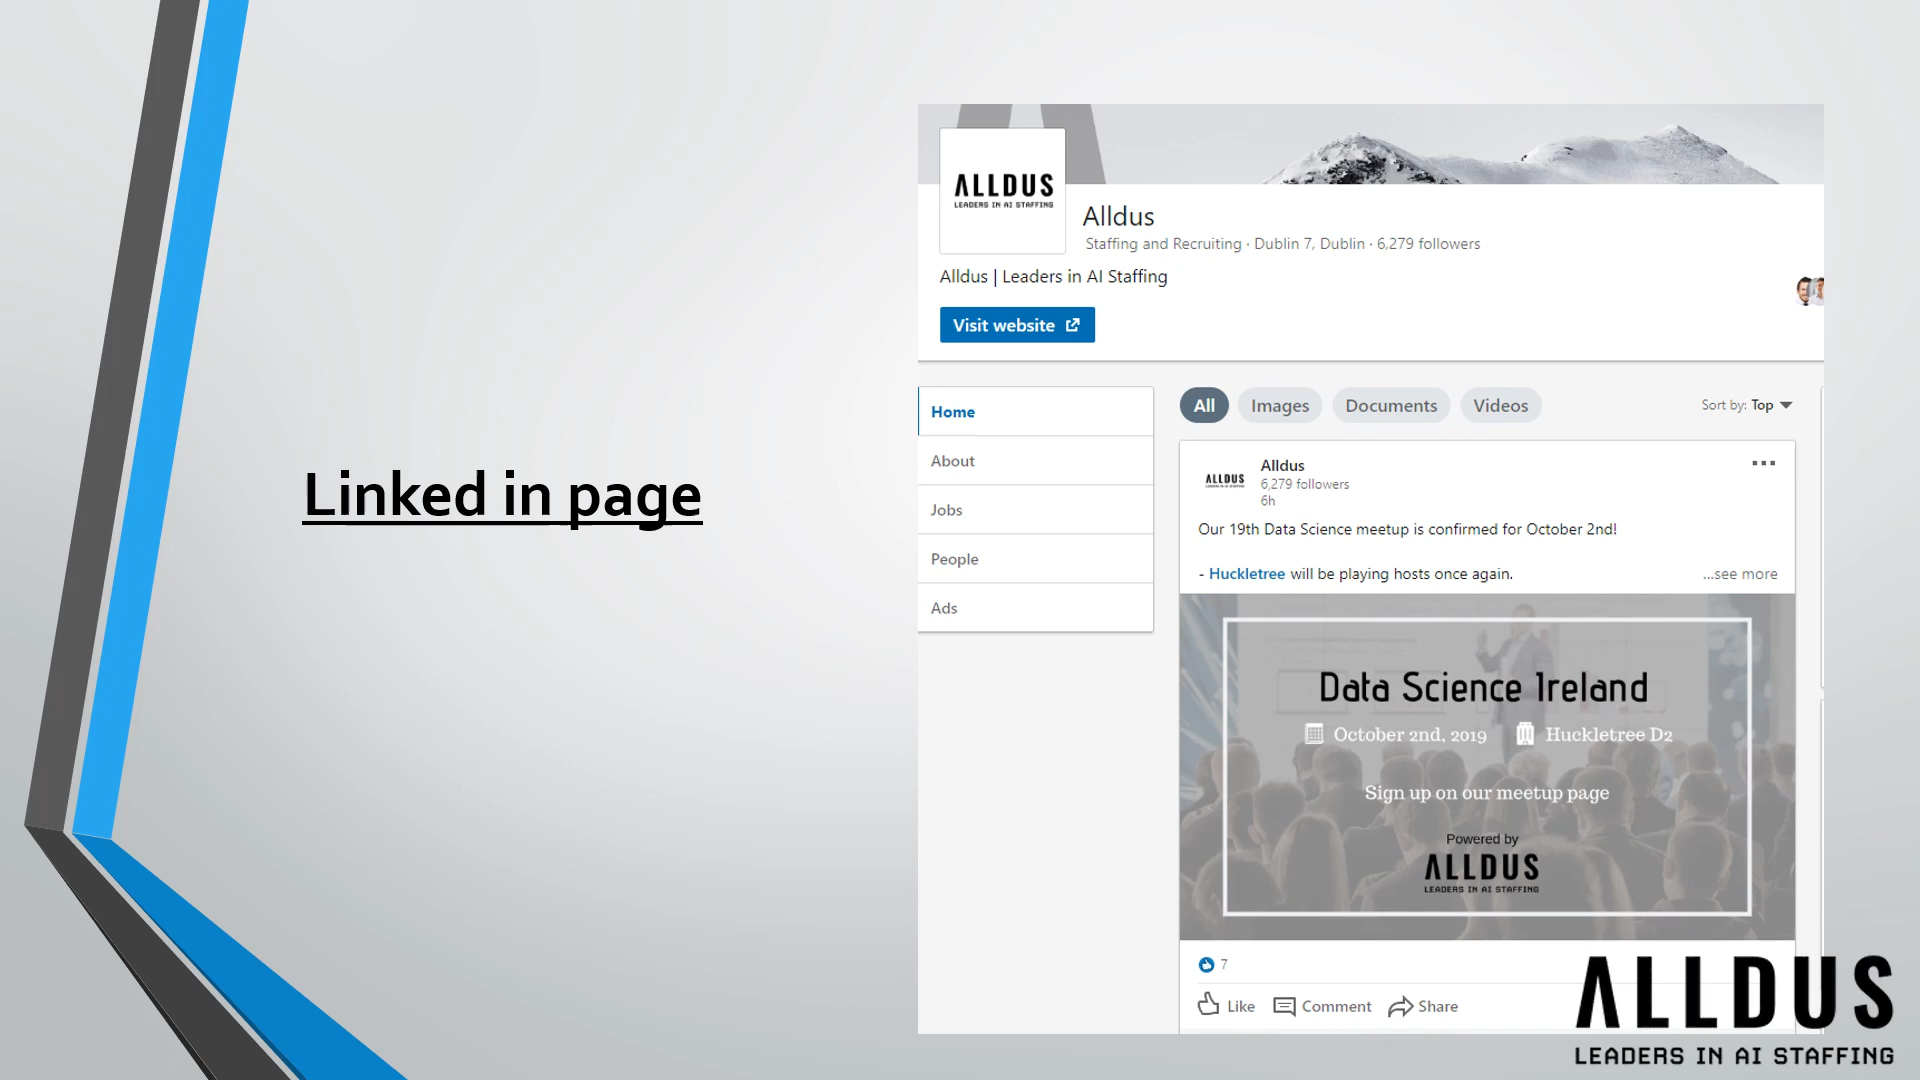 Linked in page
ALLDUS
LEADERS IN AI STAFFING
Alldus
Staffing and Recruiting · Dublin 7, Dublin · 6,279 followers
Alldus | Leaders in AI Staffing
Visit website
Home
About
Jobs
People
Ads
All Images Documents Videos Sort by: Top
ALLDUS
LEADERS IN AI STAFFING
Alldus
6,279 followers
6h
Our 19th Data Science meetup is confirmed for October 2nd!
- Huckletree will be playing hosts once again. ...see more
Data Science Ireland
October 2nd, 2019 Huckletree D2
Sign up on our meetup page
Powered by
ALLDUS
LEADERS IN AI STAFFING
7
Like Comment Share
ALLDUS
LEADERS IN AI STAFFING